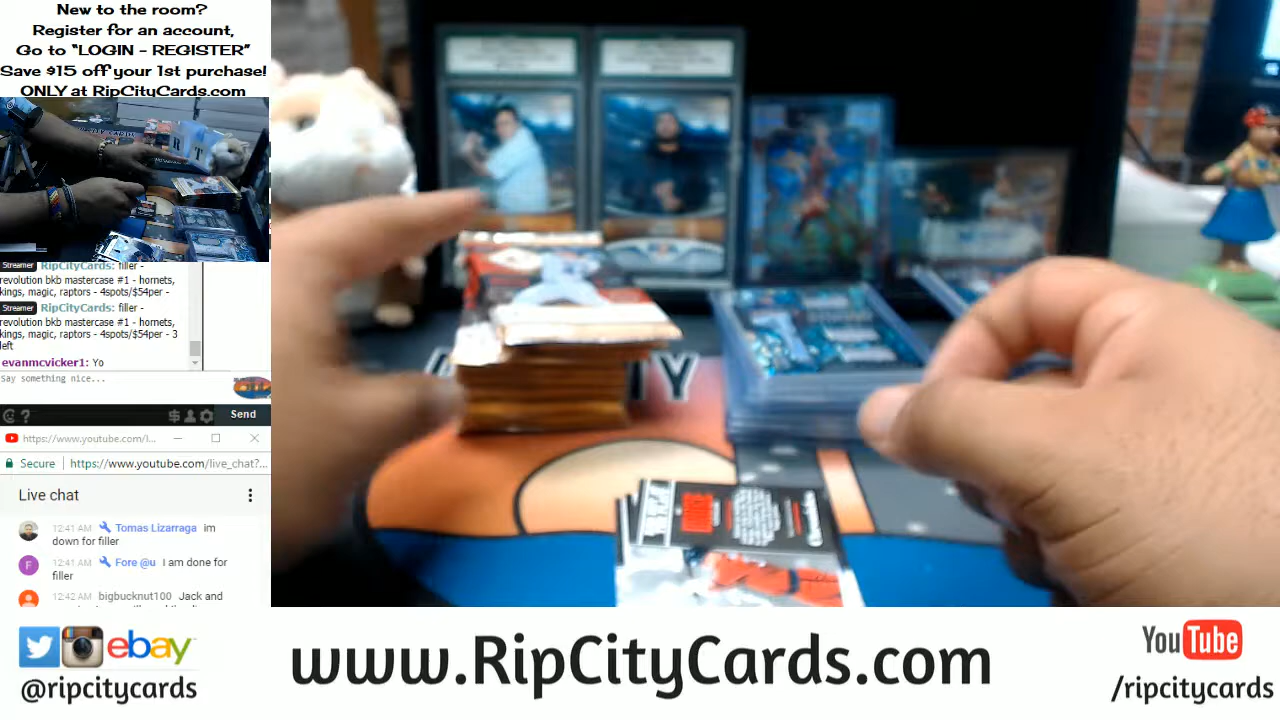 New to the room?
Register for an account,
Go to “LOGIN - REGISTER”
Save $15 off your 1st purchase!
ONLY at RipCityCards.com
Streamer RipCityCards: filler -
revolution bkb mastercase #1 - hornets,
kings, magic, raptors - 4spots/$54per -
Streamer RipCityCards: filler -
revolution bkb mastercase #1 - hornets,
kings, magic, raptors - 4spots/$54per - 3
left
evanmcvicker1: Yo
Say something nice...
Send
https://www.youtube.com/l...
Secure https://www.youtube.com/live_chat?...
Live chat
12:41 AM Tomas Lizarraga im
down for filler
12:41 AM Fore @u I am done for
filler
12:42 AM bigbucknut100 Jack and
ebay
@ripcitycards
www.RipCityCards.com
YouTube
/ripcitycards